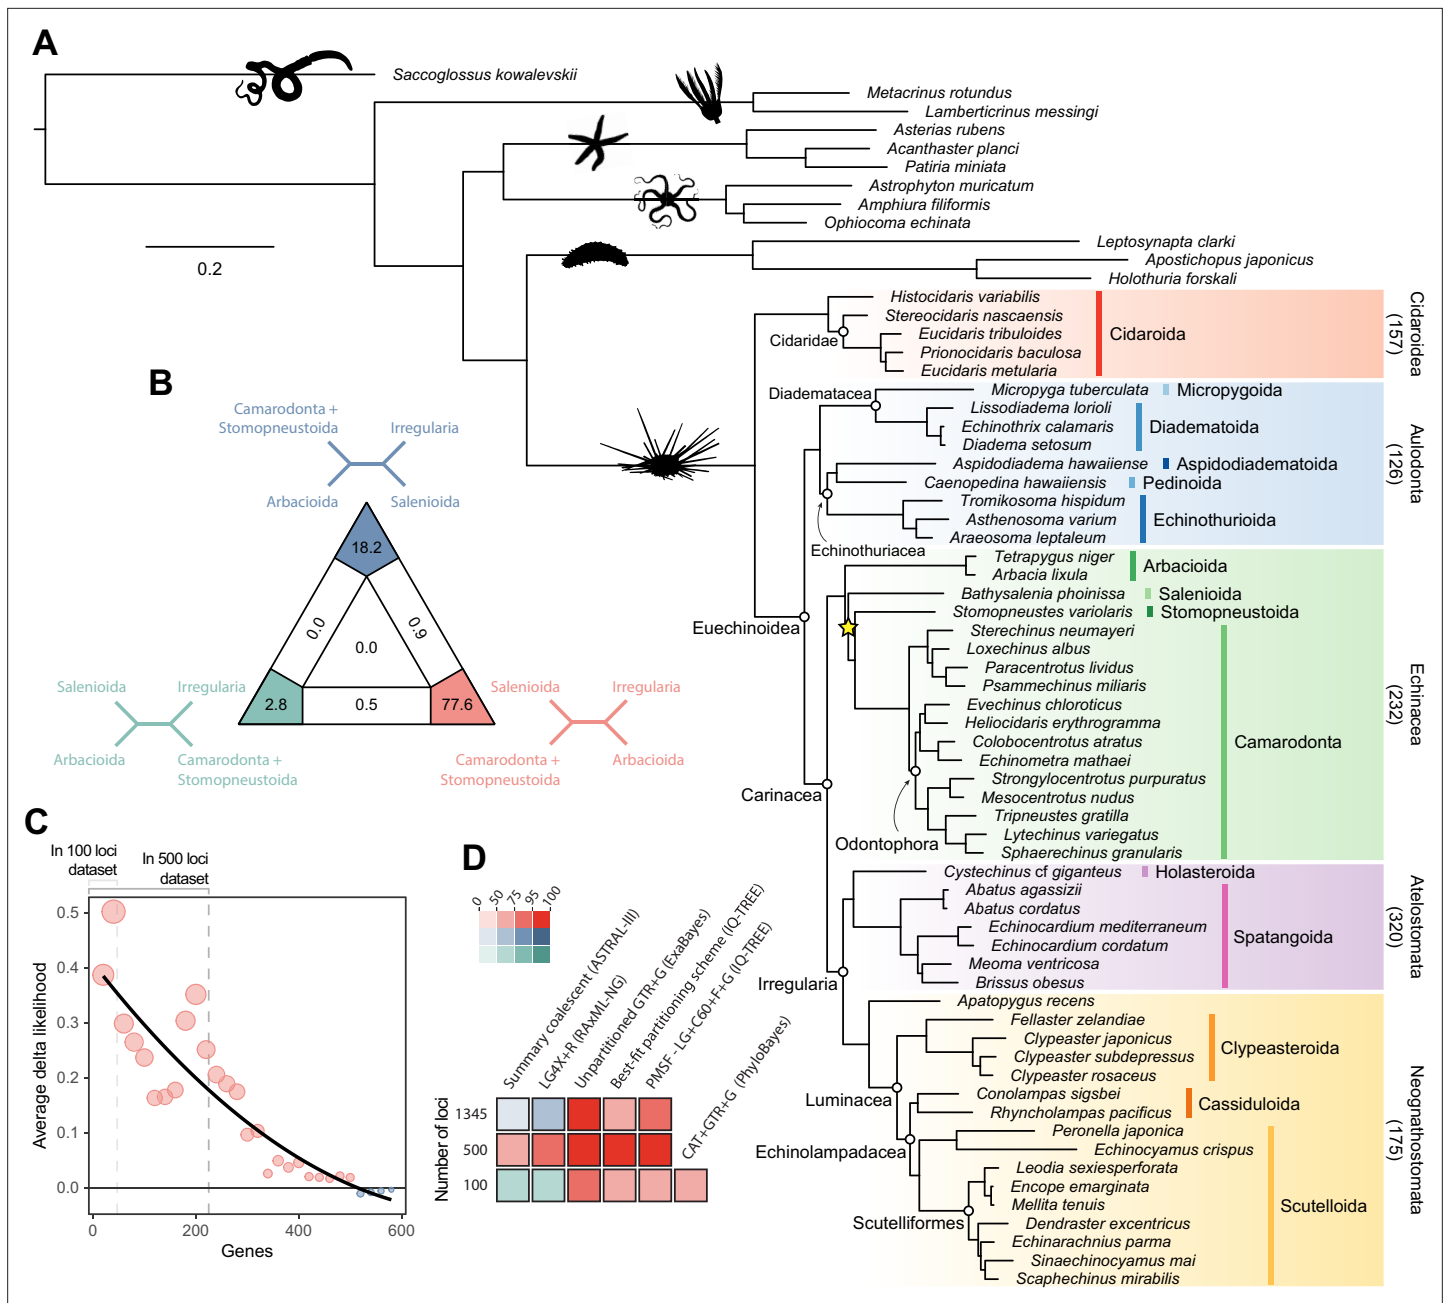 A
Saccoglossus kowalevskii
Metacrinus rotundus
Lamberticrinus messingi
Asterias rubens
Acanthaster planci
Patiria miniata
Astrophyton muricatum
Amphiura filiformis
Ophiocoma echinata
Leptosynapta clarki
Apostichopus japonicus
Holothuria forskali
0.2
Histocidaris variabilis
Stereocidaris nascaensis
Eucidaris tribuloides
Prionocidaris baculosa
Eucidaris metularia
Cidaridae
Cidaroida
Cidaroidea
(157)
Micropyga tuberculata
Lissodiadema lorioli
Echinothrix calamaris
Diadema setosum
Aspidodiadema hawaiiense
Caenopedina hawaiiensis
Tromikosoma hispidum
Asthenosoma varium
Araeosoma leptaleum
Diadematacea
Echinothuriacea
Micropygoida
Diadematoida
Aspidodiadematoida
Pedinoida
Echinothurioida
Aulodonta
(126)
Euechinoidea
Tetrapygus niger
Arbacia lixula
Bathysalenia phoinissa
Stomopneustes variolaris
Sterechinus neumayeri
Loxechinus albus
Paracentrotus lividus
Psammechinus miliaris
Evechinus chloroticus
Heliocidaris erythrogramma
Colobocentrotus atratus
Echinometra mathaei
Strongylocentrotus purpuratus
Mesocentrotus nudus
Tripneustes gratilla
Lytechinus variegatus
Sphaerechinus granularis
Carinacea
Odontophora
Arbacioida
Salenioida
Stomopneustoida
Camarodonta
Echinacea
(232)
Cystechinus cf giganteus
Abatus agassizii
Abatus cordatus
Echinocardium mediterraneum
Echinocardium cordatum
Meoma ventricosa
Brissus obesus
Irregularia
Holasteroida
Spatangoida
Atelostomata
(320)
Apatopygus recens
Fellaster zelandiae
Clypeaster japonicus
Clypeaster subdepressus
Clypeaster rosaceus
Conolampas sigsbei
Rhyncholampas pacificus
Peronella japonica
Echinocyamus crispus
Leodia sexiesperforata
Encope emarginata
Mellita tenuis
Dendraster excentricus
Echinarachnius parma
Sinaechinocyamus mai
Scaphechinus mirabilis
Luminacea
Echinolampadacea
Scutelliformes
Clypeasteroida
Cassiduloida
Scutelloida
Neognathostomata
(175)
B
Camarodonta +
Stomopneustoida
Irregularia
Arbacioida
Salenioida
18.2
0.0
0.9
0.0
2.8
0.5
77.6
Salenioida
Irregularia
Arbacioida
Camarodonta +
Stomopneustoida
Salenioida
Irregularia
Camarodonta +
Stomopneustoida
Arbacioida
C
In 100 loci
dataset
In 500 loci
dataset
Average delta likelihood
0.5
0.4
0.3
0.2
0.1
0.0
0
200
400
600
Genes
D
0
50
75
95
100
Summary coalescent (ASTRAL-III)
LG4X+R (RAxML-NG)
Unpartitioned GTR+G (ExaBayes)
Best-fit partitioning scheme (IQ-TREE)
PMSF - LG+C60+F+G (IQ-TREE)
CAT+GTR+G (PhyloBayes)
Number of loci
1345
500
100